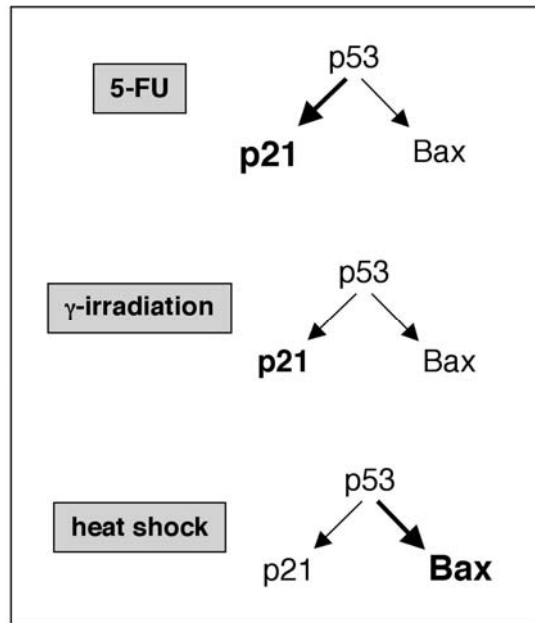 p53
5-FU
p21 Bax
p53
γ-irradiation
p21 Bax
p53
heat shock
p21 Bax